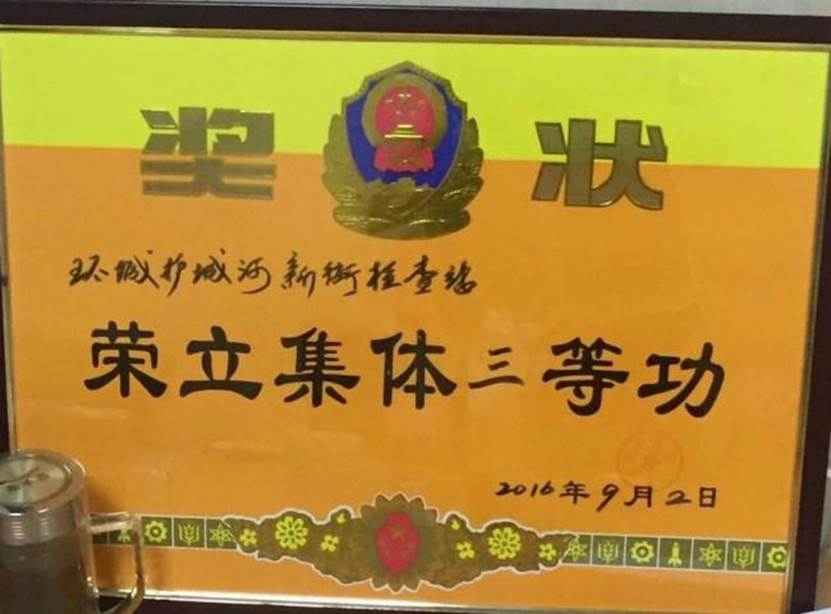 奖状
环城护城河新街检查站
荣立集体三等功
2016年9月2日